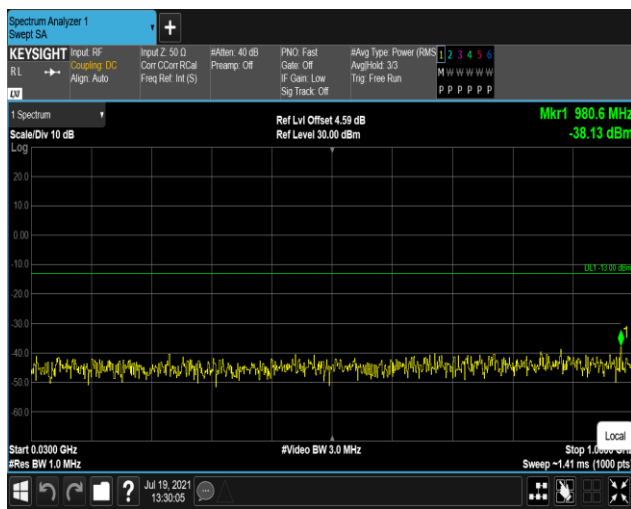 Spectrum Analyzer 1
Swept SA
+
KEYSIGHT Input: RF Input Z: 50 Ω #Atten: 40 dB PNO: Fast #Avg Type: Power (RMS 1 2 3 4 5 6
RL Coupling: DC Corr CCorr RCal Preamp: Off Gate: Off Avg|Hold: 3/3 M W W W W W
Align: Auto Freq Ref: Int (S) IF Gain: Low Trig: Free Run
LXI Sig Track: Off P P P P P P
1 Spectrum Ref Lvl Offset 4.59 dB Mkr1 980.6 MHz
Scale/Div 10 dB Ref Level 30.00 dBm -38.13 dBm
Log
20.0
10.0
0.00
-10.0
DL1 -13.00 dBm
-20.0
-30.0
1
-40.0
-50.0
-60.0
Local
Start 0.0300 GHz #Video BW 3.0 MHz Stop
#Res BW 1.0 MHz Sweep ~1.41 ms (1000 pts)
? Jul 19, 2021
13:30:05